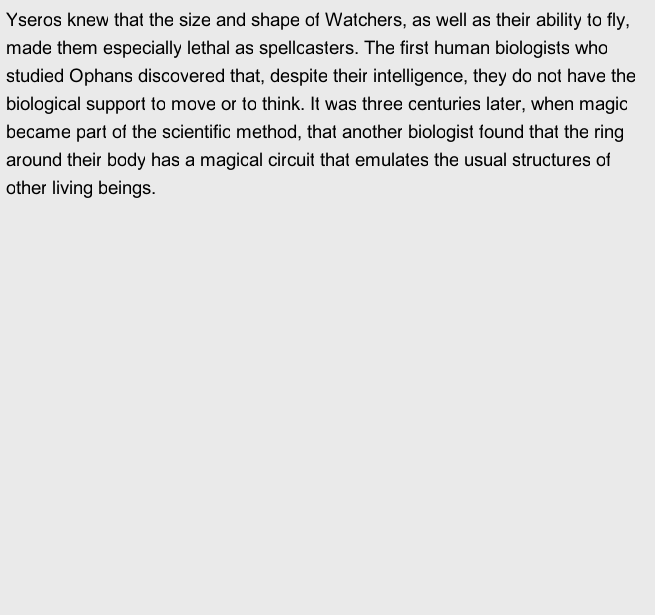 Yseros knew that the size and shape of Watchers, as well as their ability to fly,
made them especially lethal as spellcasters. The first human biologists who
studied Ophans discovered that, despite their intelligence, they do not have the
biological support to move or to think. It was three centuries later, when magic
became part of the scientific method, that another biologist found that the ring
around their body has a magical circuit that emulates the usual structures of
other living beings.